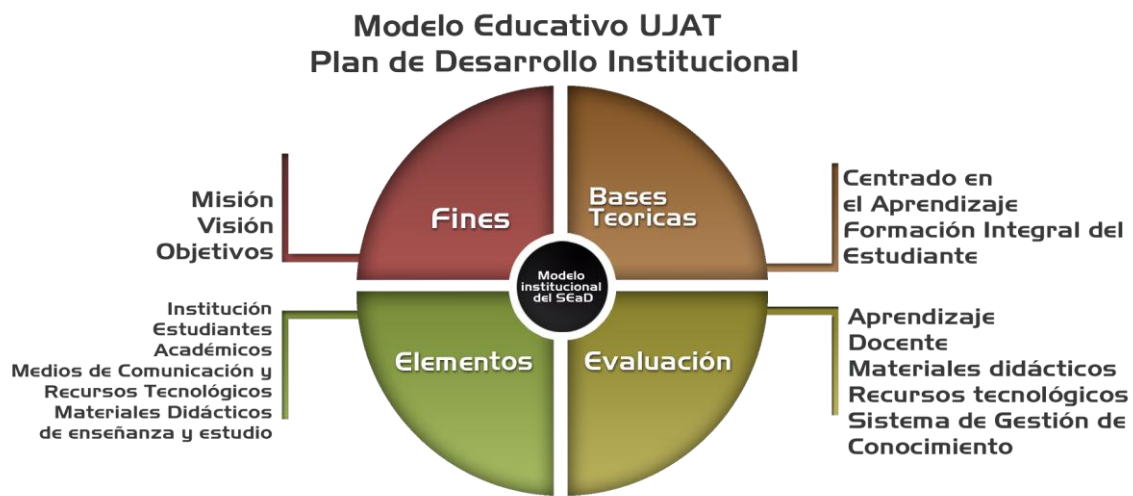 Modelo Educativo UJAT
Plan de Desarrollo Institucional
Misión
Visión
Objetivos
Fines
Bases
Teoricas
Centrado en
el Aprendizaje
Formación Integral del
Estudiante
Modelo
institucional
del SEaD
Institución
Estudiantes
Académicos
Medios de Comunicación y
Recursos Tecnológicos
Materiales Didácticos
de enseñanza y estudio
Elementos
Evaluación
Aprendizaje
Docente
Materiales didácticos
Recursos tecnológicos
Sistema de Gestión de
Conocimiento